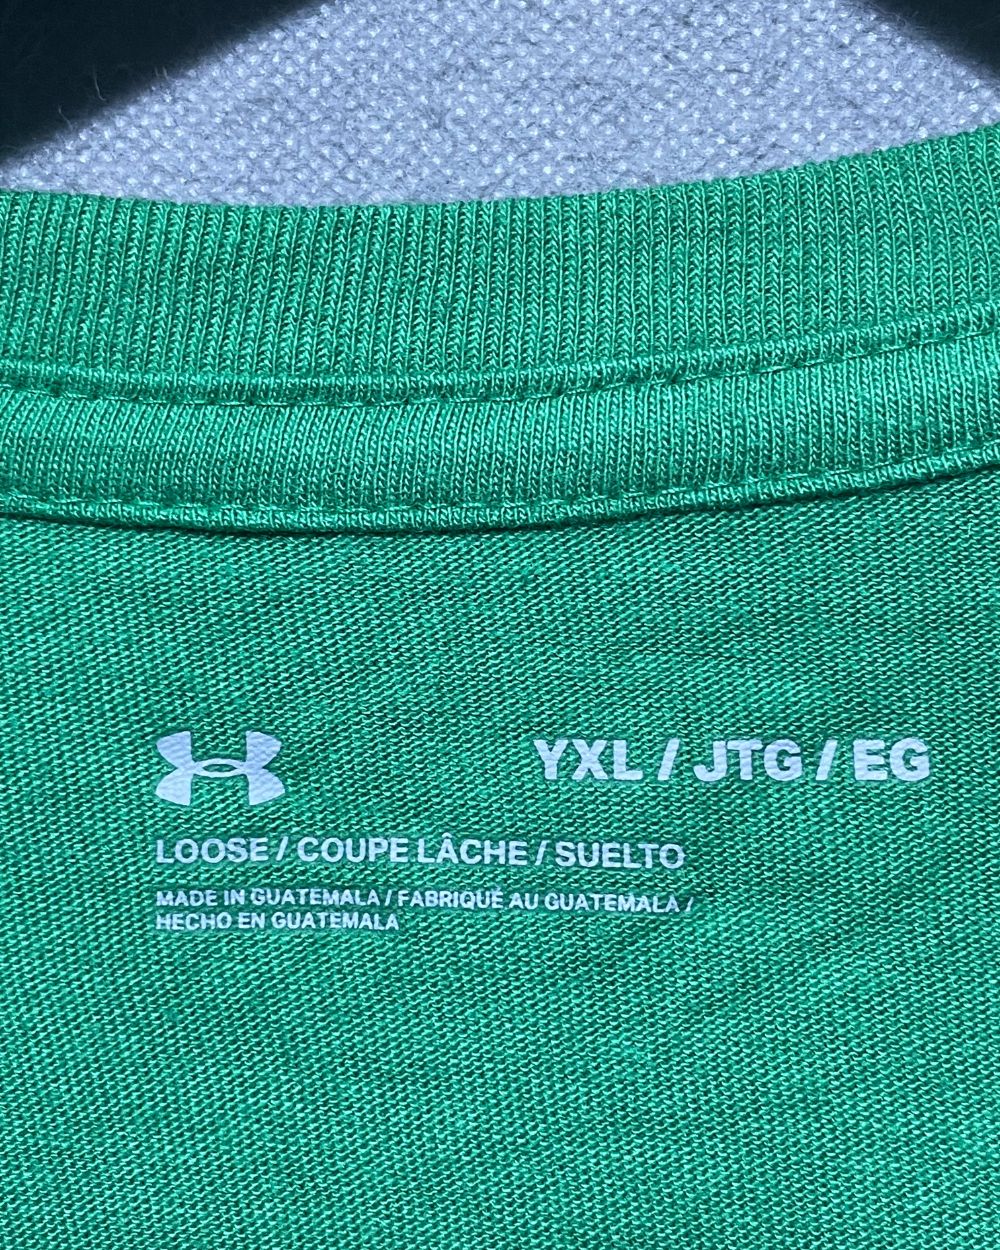 YXL / JTG / EG
LOOSE / COUPE LÂCHE / SUELTO
MADE IN GUATEMALA / FABRIQUÉ AU GUATEMALA /
HECHO EN GUATEMALA